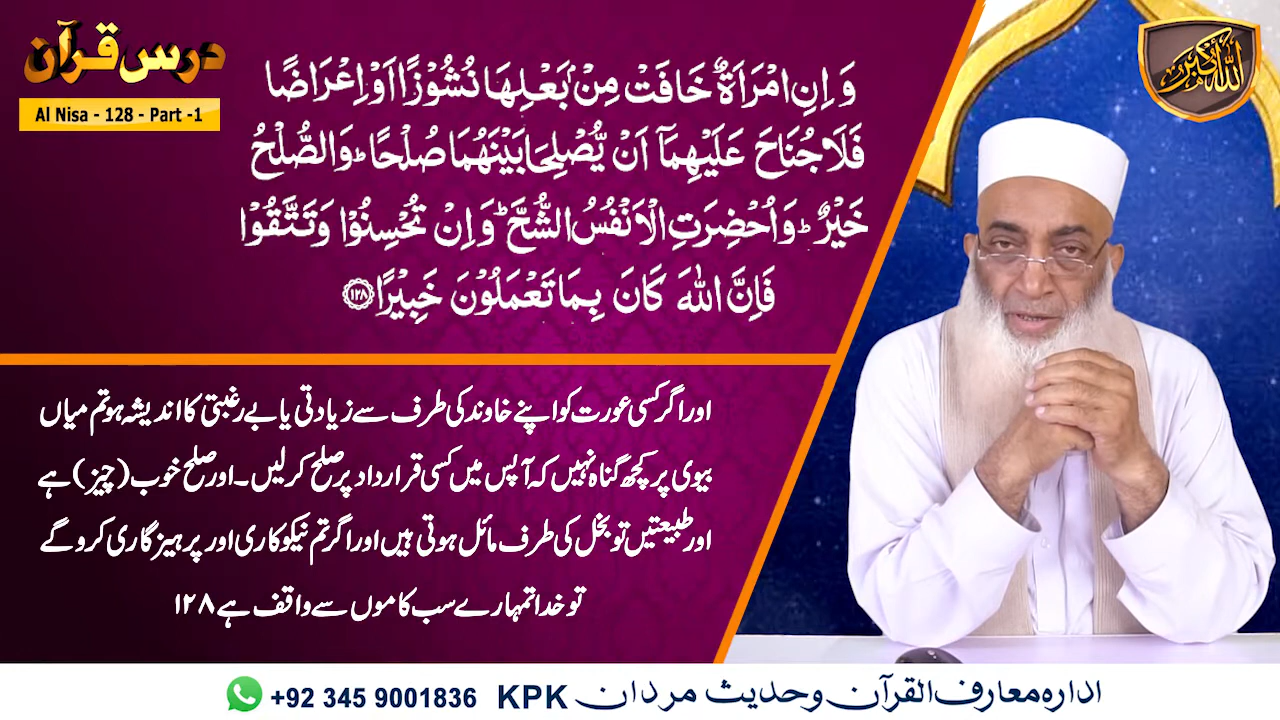 درس قرآن
Al Nisa - 128 - Part -1
وَ اِنِ امْرَاَةٌ خَافَتْ مِنْۢ بَعْلِهَا نُشُوْزًا اَوْ اِعْرَاضًا
فَلَا جُنَاحَ عَلَیْهِمَاۤ اَنْ یُّصْلِحَا بَیْنَهُمَا صُلْحًاؕ-وَ الصُّلْحُ
خَیْرٌؕ-وَ اُحْضِرَتِ الْاَنْفُسُ الشُّحَّؕ-وَ اِنْ تُحْسِنُوْا وَ تَتَّقُوْا
فَاِنَّ اللّٰهَ كَانَ بِمَا تَعْمَلُوْنَ خَبِیْرًا ۱۲۸
اور اگر کسی عورت کو اپنے خاوند کی طرف سے زیادتی یا بے رغبتی کا اندیشہ ہو تم میاں
بیوی پر کچھ گناہ نہیں کہ آپس میں کسی قرارداد پر صلح کرلیں۔ اور صلح خوب (چیز) ہے
اور طبیعتیں تو بخل کی طرف مائل ہوتی ہیں اور اگر تم نیکوکاری اور پرہیزگاری کرو گے
تو خدا تمہارے سب کاموں سے واقف ہے ۱۲۸
الله أكبر
+92 345 9001836 KPK ادارہ معارف القرآن وحدیث مردان